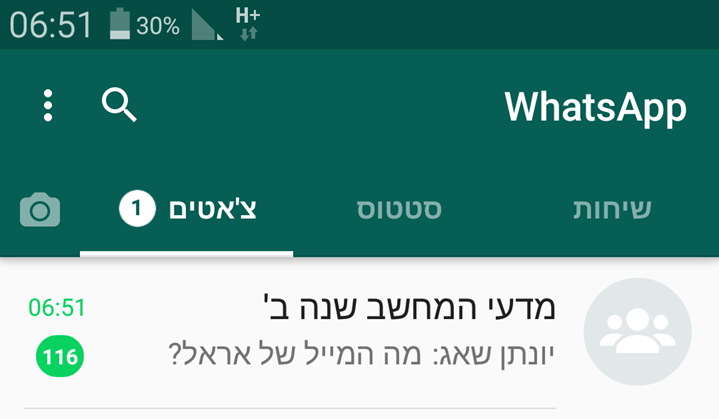 06:51 30% H+
WhatsApp
שיחות סטטוס צ'אטים 1
מדעי המחשב שנה ב' 06:51
יונתן שאג: מה המייל של אראל? 116